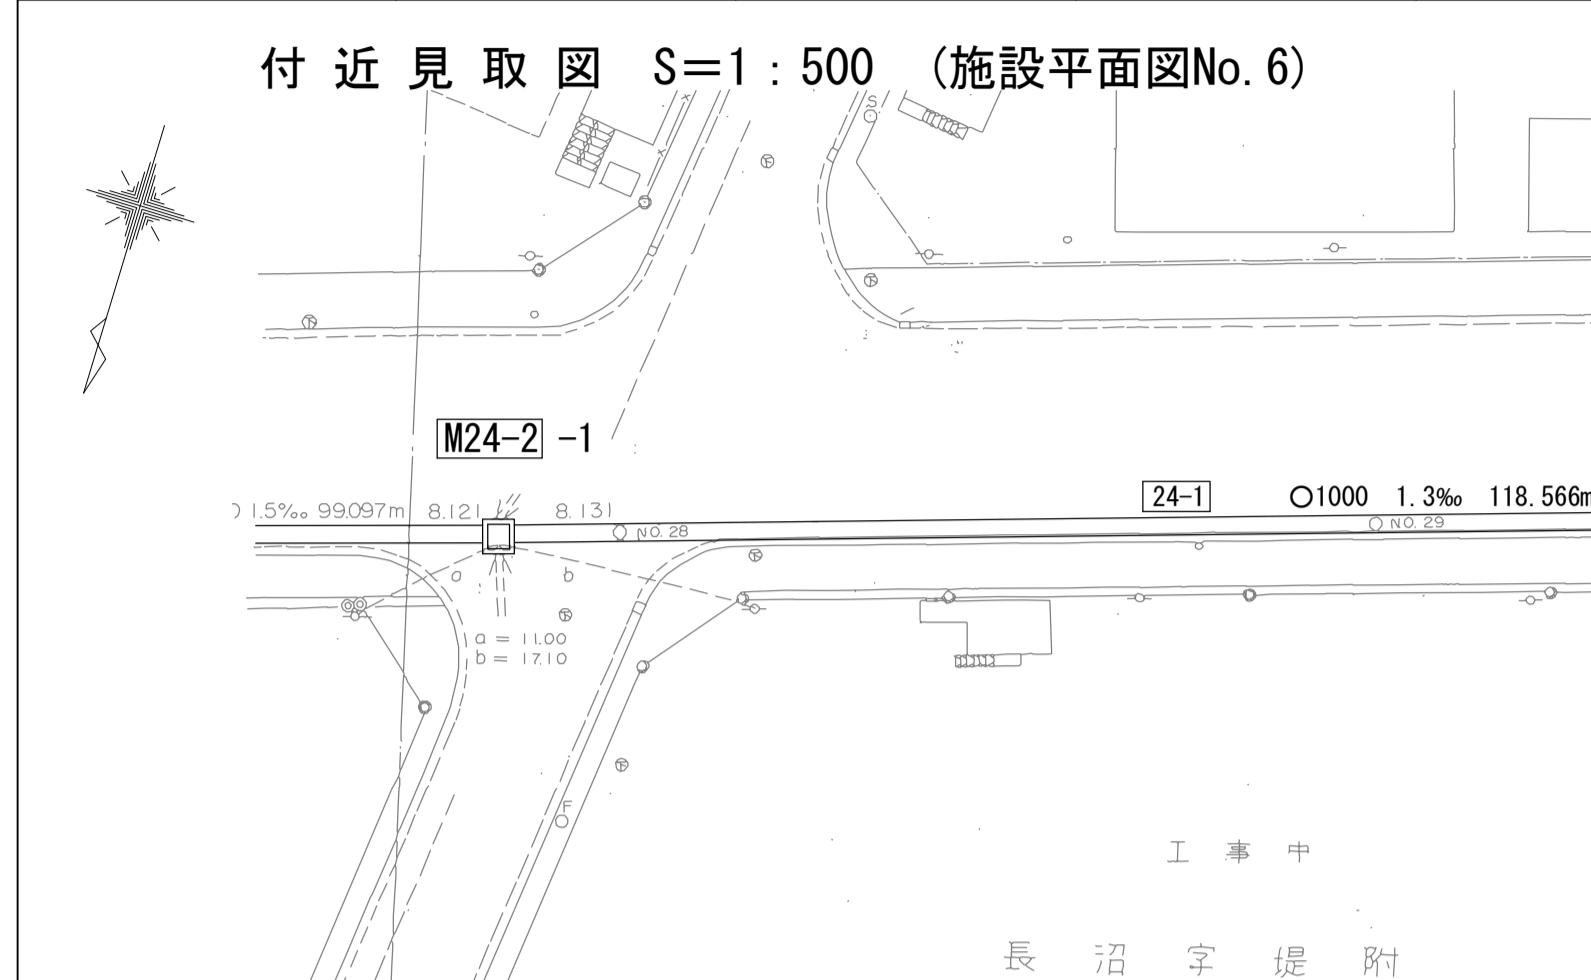 付近見取図 S=1:500 (施設平面図No.6)
S
M24-2 -1
24-1 ○1000 1.3‰ 118.566m
1.5‰ 99.097m 8.121 8.131
NO. 28
NO. 29
a b
a = 11.00
b = 17.10
F
工事中
長沼字堤附